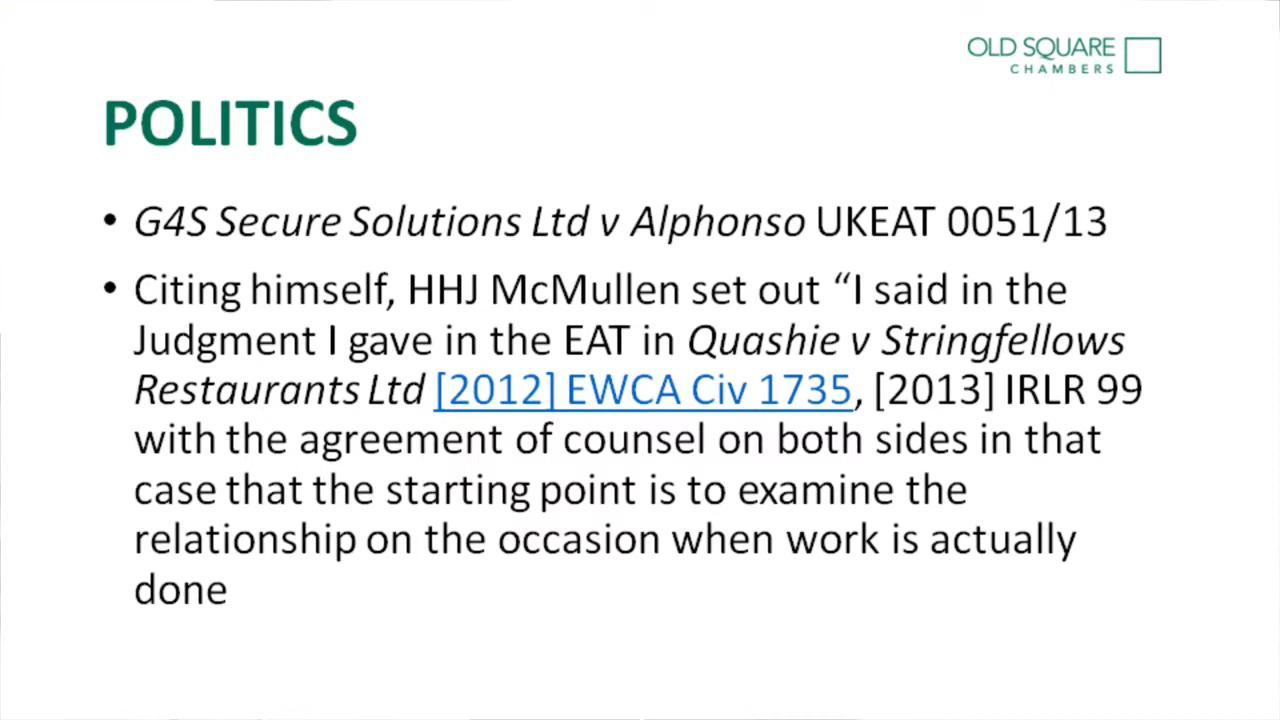 OLD SQUARE
CHAMBERS
POLITICS
• G4S Secure Solutions Ltd v Alphonso UKEAT 0051/13
• Citing himself, HHJ McMullen set out “I said in the
Judgment I gave in the EAT in Quashie v Stringfellows
Restaurants Ltd [2012] EWCA Civ 1735, [2013] IRLR 99
with the agreement of counsel on both sides in that
case that the starting point is to examine the
relationship on the occasion when work is actually
done